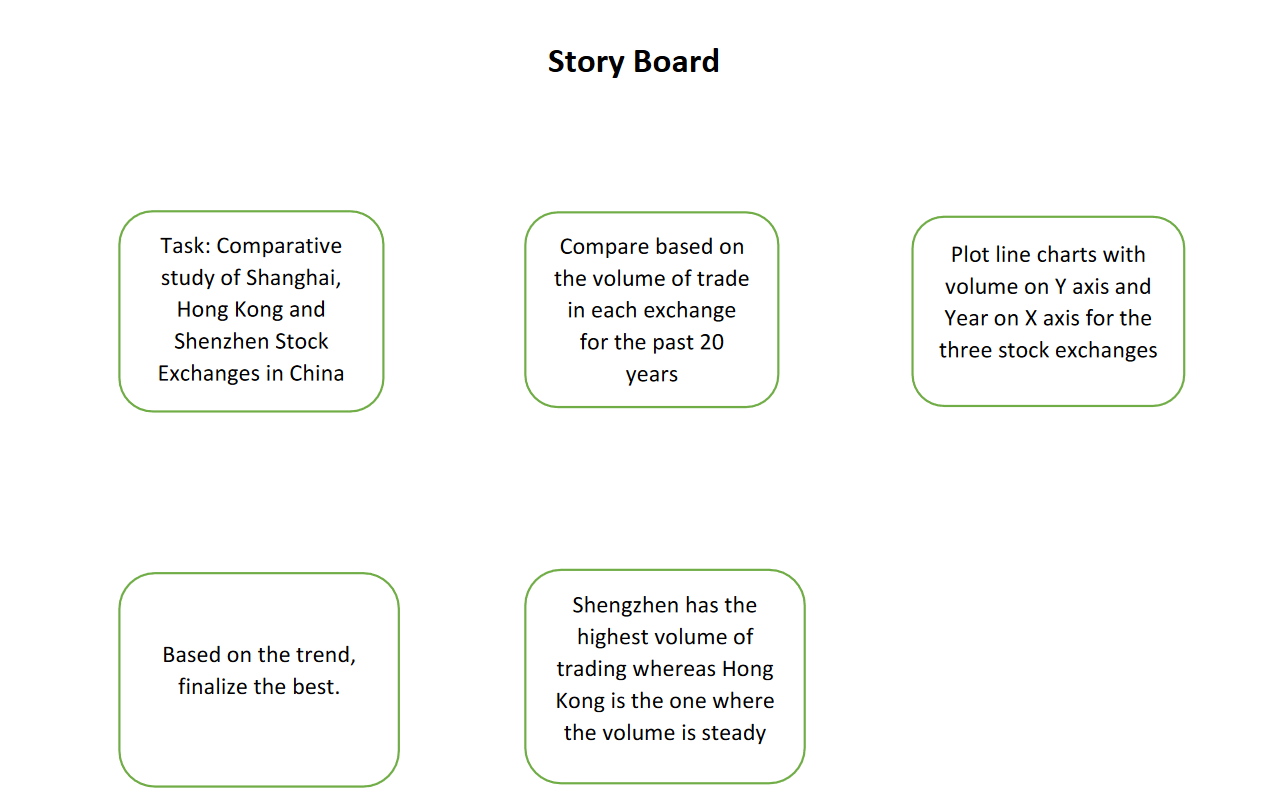 Story Board
Task: Comparative
study of Shanghai,
Hong Kong and
Shenzhen Stock
Exchanges in China
Compare based on
the volume of trade
in each exchange
for the past 20
years
Plot line charts with
volume on Y axis and
Year on X axis for the
three stock exchanges
Based on the trend,
finalize the best.
Shengzhen has the
highest volume of
trading whereas Hong
Kong is the one where
the volume is steady